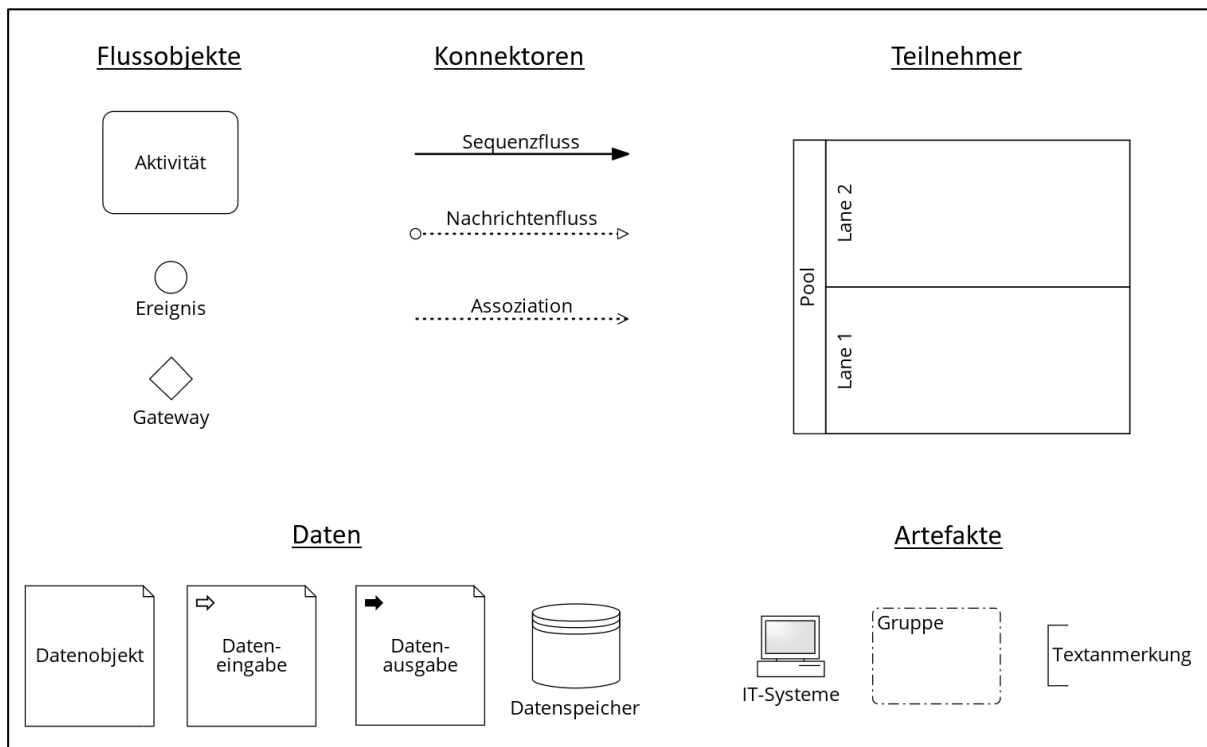 Flussobjekte
Aktivität
Ereignis
Gateway
Konnektoren
Sequenzfluss
Nachrichtenfluss
Assoziation
Teilnehmer
Pool
Lane 2
Lane 1
Daten
Datenobjekt
Daten-
eingabe
Daten-
ausgabe
Datenspeicher
Artefakte
IT-Systeme
Gruppe
Textanmerkung